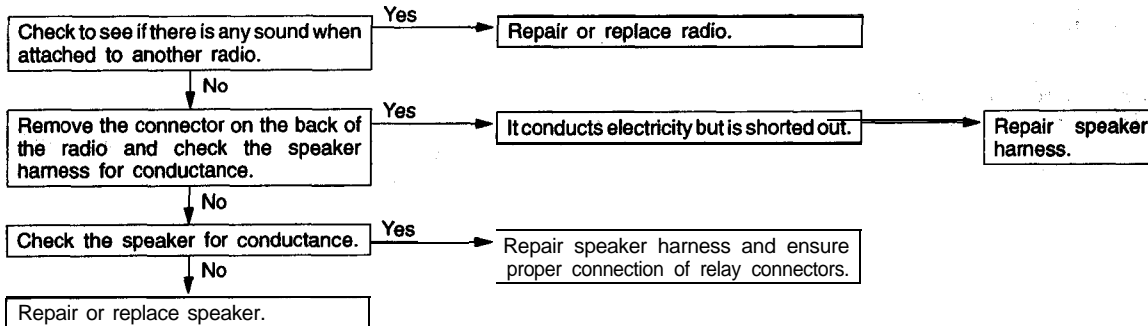 Check to see if there is any sound when
attached to another radio.
Yes
Repair or replace radio.
No
Remove the connector on the back of
the radio and check the speaker
harness for conductance.
Yes
It conducts electricity but is shorted out.
Repair speaker
harness.
No
Check the speaker for conductance.
Yes
Repair speaker harness and ensure
proper connection of relay connectors.
No
Repair or replace speaker.